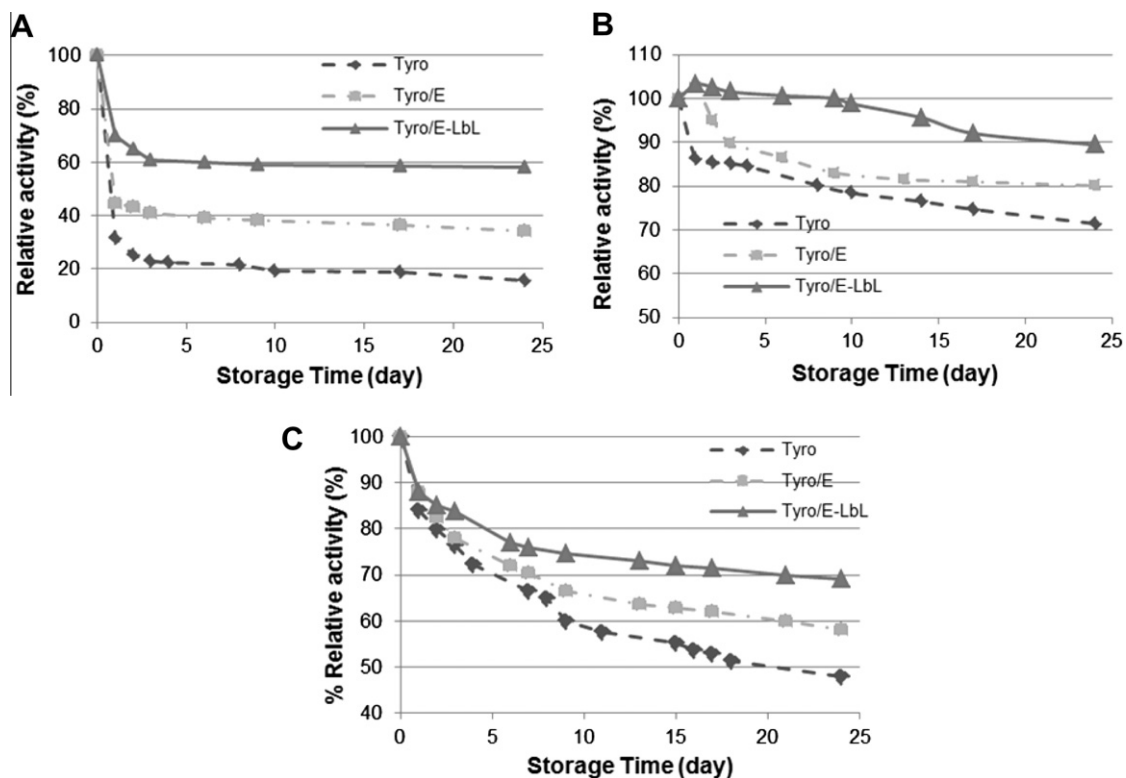 A
Relative activity (%)
100
80
60
40
20
0
Tyro
Tyro/E
Tyro/E-LbL
0 5 10 15 20 25
Storage Time (day)
B
Relative activity (%)
110
100
90
80
70
60
50
Tyro
Tyro/E
Tyro/E-LbL
0 5 10 15 20 25
Storage Time (day)
C
% Relative activity (%)
100
90
80
70
60
50
40
Tyro
Tyro/E
Tyro/E-LbL
0 5 10 15 20 25
Storage Time (day)